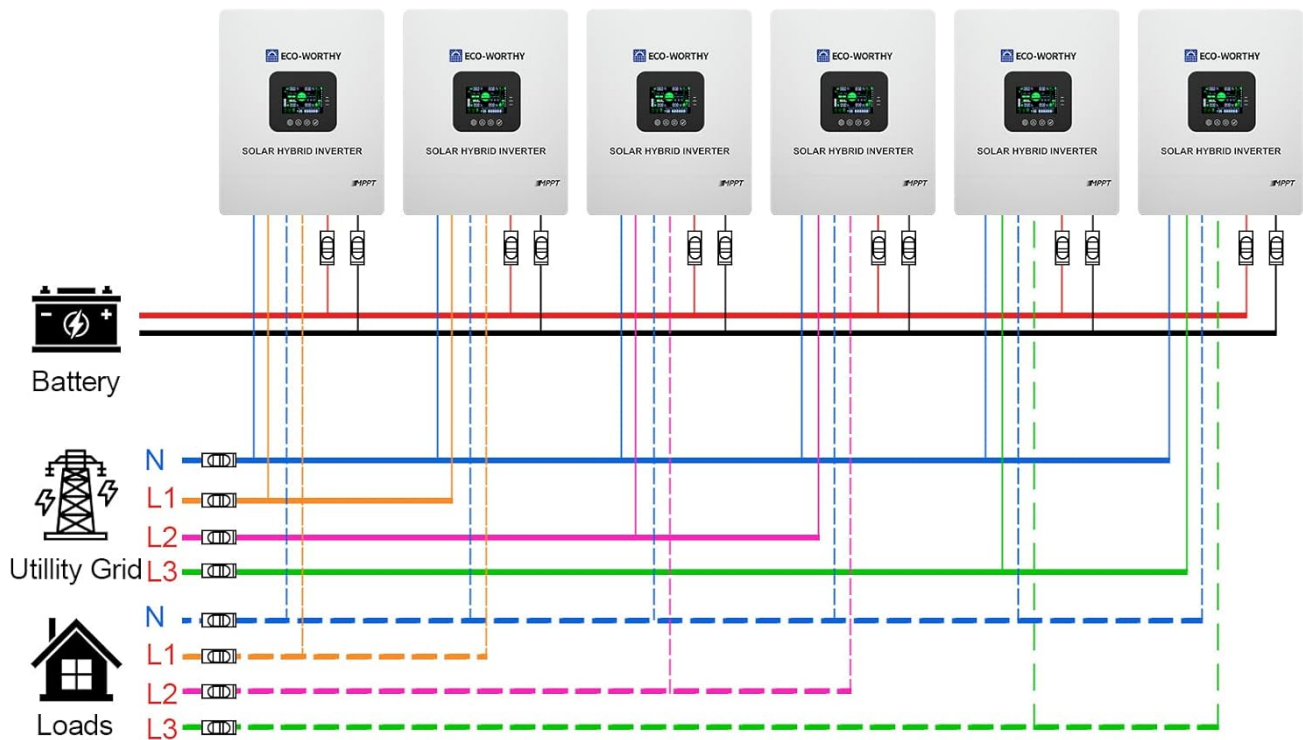 ECO-WORTHY ECO-WORTHY ECO-WORTHY ECO-WORTHY ECO-WORTHY ECO-WORTHY
SOLAR HYBRID INVERTER SOLAR HYBRID INVERTER SOLAR HYBRID INVERTER SOLAR HYBRID INVERTER SOLAR HYBRID INVERTER SOLAR HYBRID INVERTER
MPPT MPPT MPPT MPPT MPPT MPPT
Battery
N
L1
L2
Utillity Grid L3
N
L1
L2
Loads L3